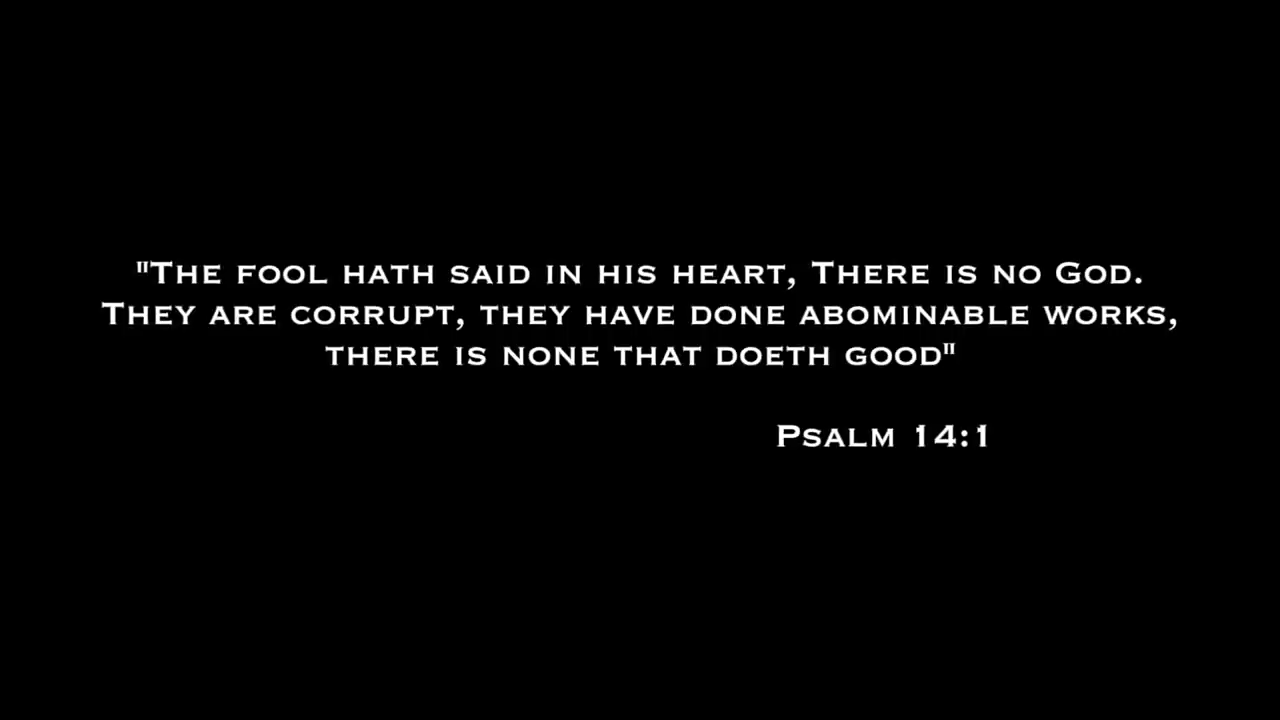 "The fool hath said in his heart, There is no God.
They are corrupt, they have done abominable works,
there is none that doeth good"
Psalm 14:1